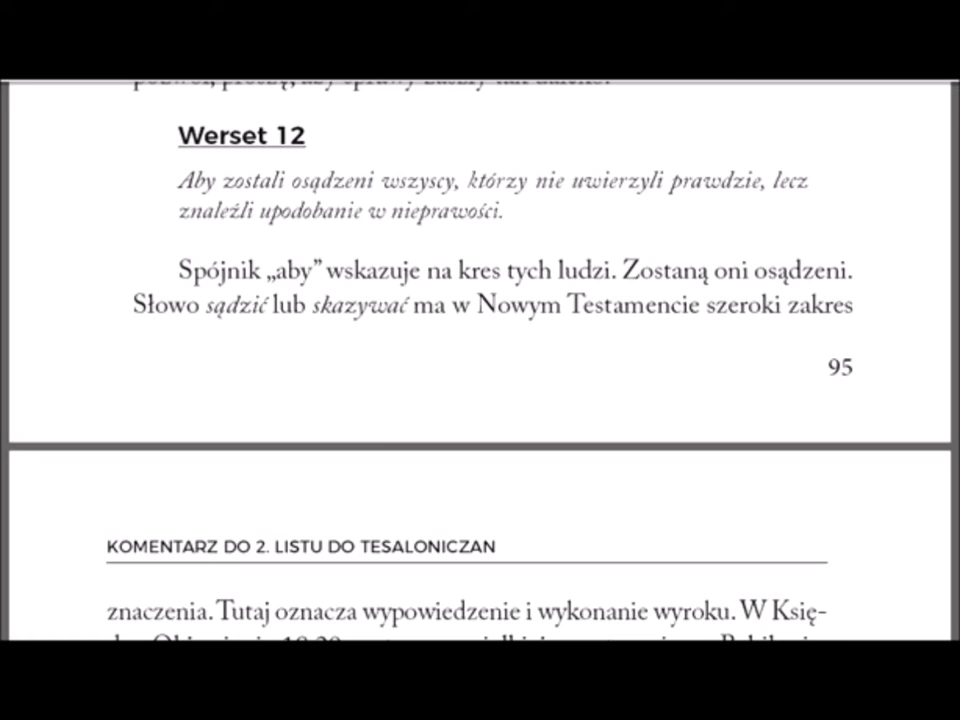 Werset 12
Aby zostali osądzeni wszyscy, którzy nie uwierzyli prawdzie, lecz
znaleźli upodobanie w nieprawości.
Spójnik „aby” wskazuje na kres tych ludzi. Zostaną oni osądzeni.
Słowo sądzić lub skazywać ma w Nowym Testamencie szeroki zakres
95
KOMENTARZ DO 2. LISTU DO TESALONICZAN
znaczenia. Tutaj oznacza wypowiedzenie i wykonanie wyroku. W Księ-